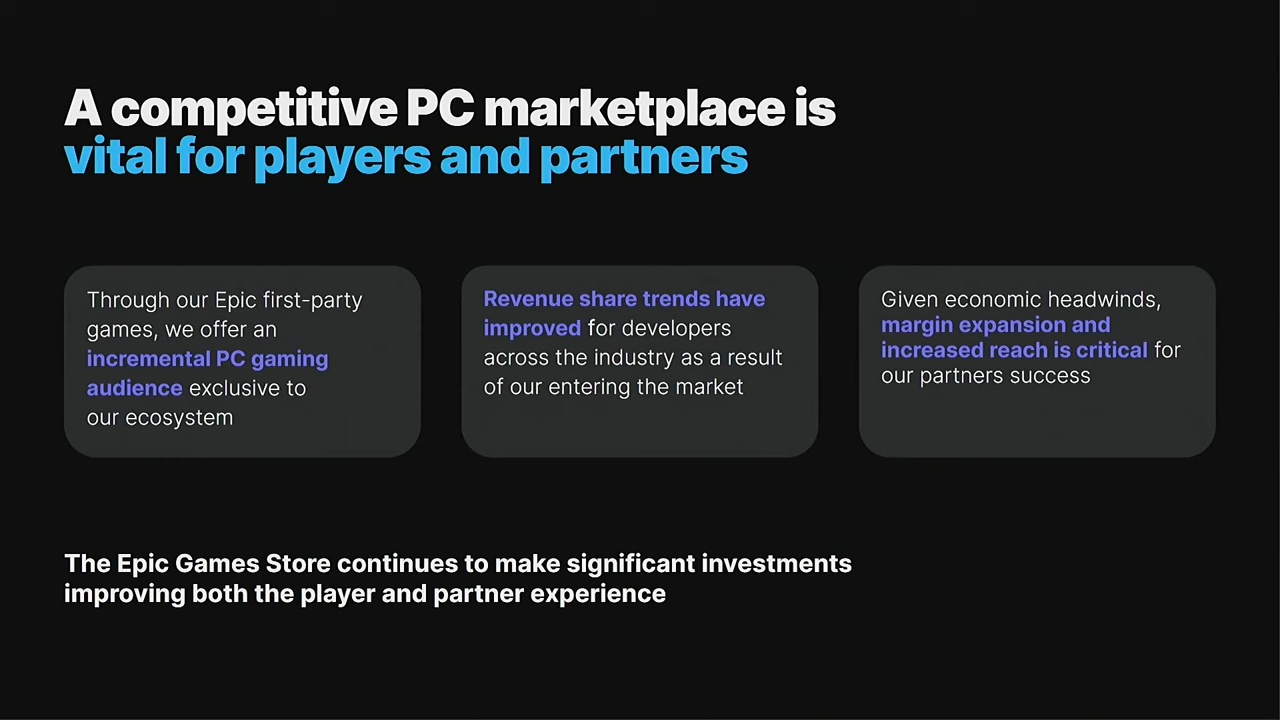 A competitive PC marketplace is
vital for players and partners
Through our Epic first-party
games, we offer an
incremental PC gaming
audience exclusive to
our ecosystem
Revenue share trends have
improved for developers
across the industry as a result
of our entering the market
Given economic headwinds,
margin expansion and
increased reach is critical for
our partners success
The Epic Games Store continues to make significant investments
improving both the player and partner experience